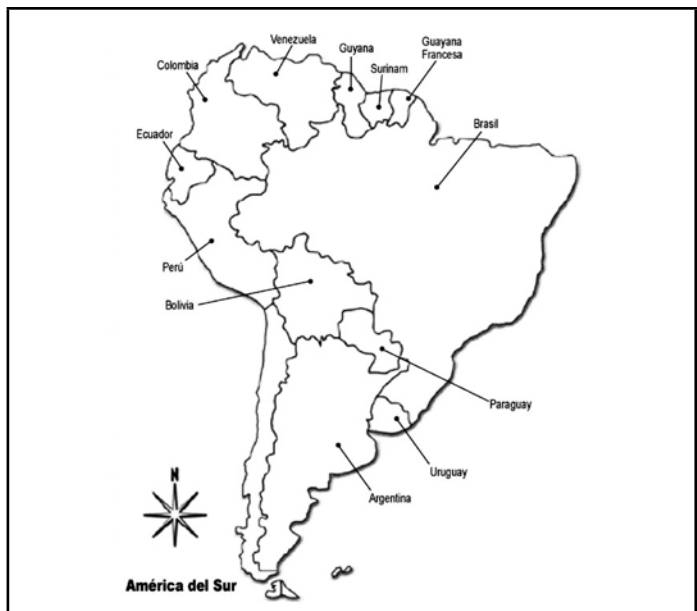 Venezuela
Guyana
Guayana
Francesa
Colombia
Surinam
Brasil
Ecuador
Perú
Bolivia
Paraguay
Uruguay
Argentina
N
América del Sur